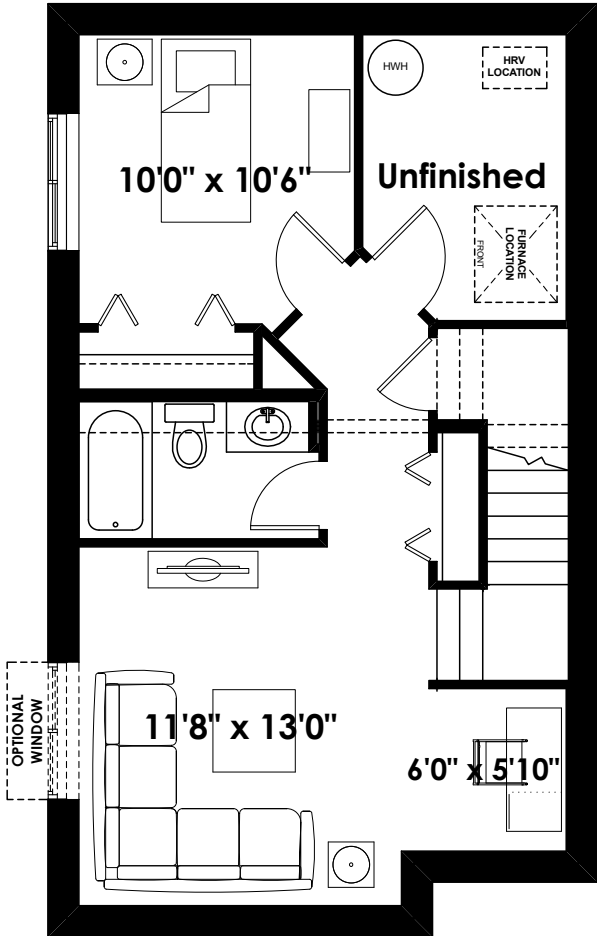 HWH
HRV
LOCATION
10'0" x 10'6"
Unfinished
FRONT
FURNACE
LOCATION
OPTIONAL
WINDOW
11'8" x 13'0"
6'0" x 5'10"